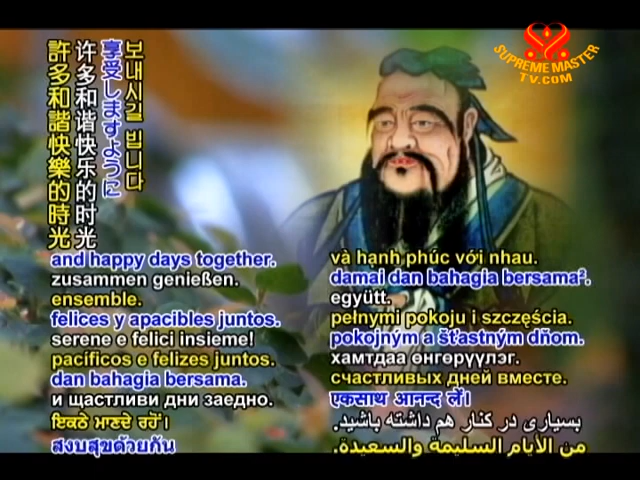 SUPREME MASTER
TV.COM
許多和諧快樂的時光
许多和谐快乐的时光
享受しますように
보내시길 빕니다
and happy days together.
zusammen genießen.
ensemble.
felices y apacibles juntos.
serene e felici insieme!
pacíficos e felizes juntos.
dan bahagia bersama.
и щастливи дни заедно.
ਇਕਠੇ ਮਾਣਦੇ ਰਹੋਂ।
สงบสุขด้วยกัน
và hạnh phúc với nhau.
damai dan bahagia bersama².
együtt.
pełnymi pokoju i szczęścia.
pokojným a šťastným dňom.
хамтдаа өнгөрүүлэг.
счастливых дней вместе.
एकसाथ आनन्द लें।
بسیاری در کنار هم داشته باشید.
من الأيام السليمة والسعيدة.